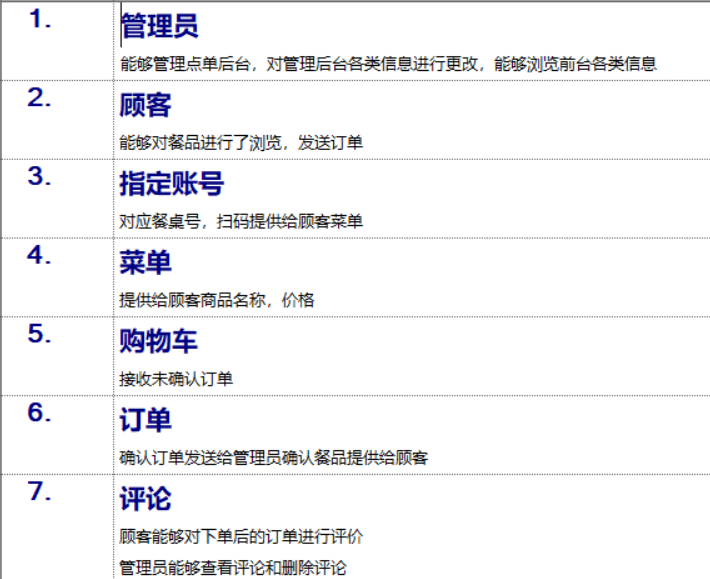 1. 管理员
能够管理点单后台，对管理后台各类信息进行更改，能够浏览前台各类信息
2. 顾客
能够对餐品进行了浏览，发送订单
3. 指定账号
对应餐桌号，扫码提供给顾客菜单
4. 菜单
提供给顾客商品名称，价格
5. 购物车
接收未确认订单
6. 订单
确认订单发送给管理员确认餐品提供给顾客
7. 评论
顾客能够对下单后的订单进行评价
管理员能够查看评论和删除评论